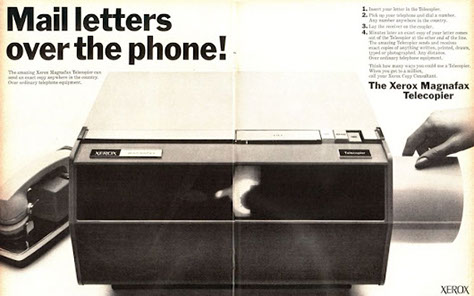 Mail letters
over the phone!
The amazing Xerox Magnafax Telecopier can
send an exact copy anywhere in the country.
Over ordinary telephone equipment.
1. Insert your letter in the Telecopier.
2. Pick up your telephone and dial a number.
Any number anywhere in the country.
3. Lay the receiver on the coupler.
4. Minutes later an exact copy of your letter comes
out of the Telecopier at the other end of the line.
The amazing Telecopier sends and receives
exact copies of anything written, printed, drawn,
typed or photographed. Any distance.
Over ordinary telephone equipment.
Think how many ways you could use a Telecopier.
When you get to a million,
call your Xerox Copy Consultant.
The Xerox Magnafax
Telecopier
XEROX
Telecopier
XEROX